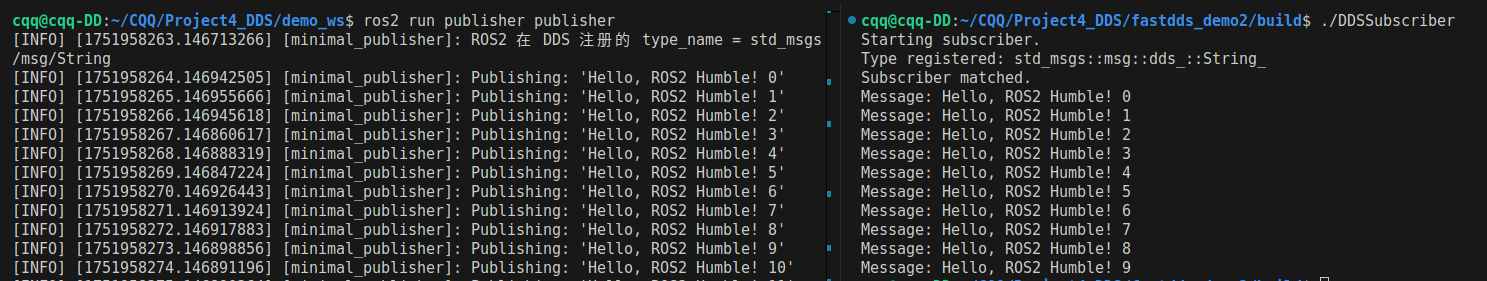 cqq@cqq-DD:~/CQQ/Project4_DDS/demo_ws$ ros2 run publisher publisher
[INFO] [1751958263.146713266] [minimal_publisher]: ROS2 在 DDS 注册的 type_name = std_msgs
/msg/String
[INFO] [1751958264.146942505] [minimal_publisher]: Publishing: 'Hello, ROS2 Humble! 0'
[INFO] [1751958265.146955666] [minimal_publisher]: Publishing: 'Hello, ROS2 Humble! 1'
[INFO] [1751958266.146945618] [minimal_publisher]: Publishing: 'Hello, ROS2 Humble! 2'
[INFO] [1751958267.146860617] [minimal_publisher]: Publishing: 'Hello, ROS2 Humble! 3'
[INFO] [1751958268.146888319] [minimal_publisher]: Publishing: 'Hello, ROS2 Humble! 4'
[INFO] [1751958269.146847224] [minimal_publisher]: Publishing: 'Hello, ROS2 Humble! 5'
[INFO] [1751958270.146926443] [minimal_publisher]: Publishing: 'Hello, ROS2 Humble! 6'
[INFO] [1751958271.146913924] [minimal_publisher]: Publishing: 'Hello, ROS2 Humble! 7'
[INFO] [1751958272.146917883] [minimal_publisher]: Publishing: 'Hello, ROS2 Humble! 8'
[INFO] [1751958273.146898856] [minimal_publisher]: Publishing: 'Hello, ROS2 Humble! 9'
[INFO] [1751958274.146891196] [minimal_publisher]: Publishing: 'Hello, ROS2 Humble! 10'
cqq@cqq-DD:~/CQQ/Project4_DDS/fastdds_demo2/build$ ./DDSSubscriber
Starting subscriber.
Type registered: std_msgs::msg::dds_::String_
Subscriber matched.
Message: Hello, ROS2 Humble! 0
Message: Hello, ROS2 Humble! 1
Message: Hello, ROS2 Humble! 2
Message: Hello, ROS2 Humble! 3
Message: Hello, ROS2 Humble! 4
Message: Hello, ROS2 Humble! 5
Message: Hello, ROS2 Humble! 6
Message: Hello, ROS2 Humble! 7
Message: Hello, ROS2 Humble! 8
Message: Hello, ROS2 Humble! 9